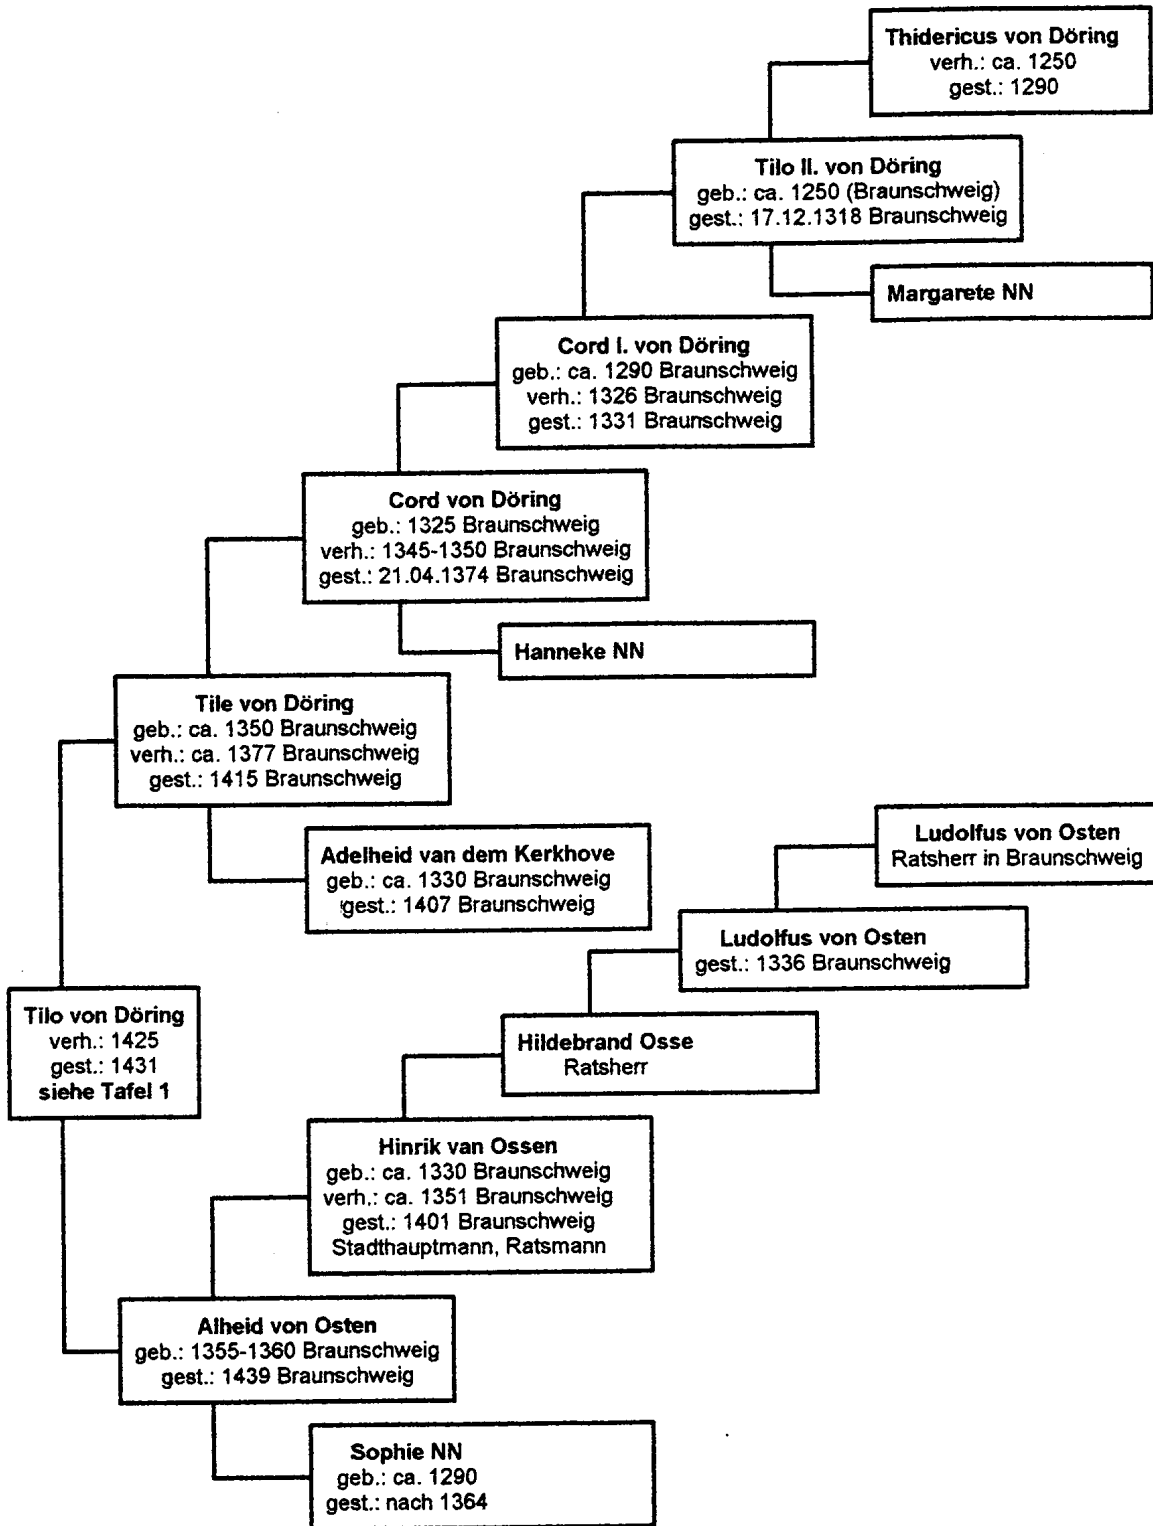 Thidericus von Döring
verh.: ca. 1250
gest.: 1290
Tilo II. von Döring
geb.: ca. 1250 (Braunschweig)
gest.: 17.12.1318 Braunschweig
Margarete NN
Cord I. von Döring
geb.: ca. 1290 Braunschweig
verh.: 1326 Braunschweig
gest.: 1331 Braunschweig
Cord von Döring
geb.: 1325 Braunschweig
verh.: 1345-1350 Braunschweig
gest.: 21.04.1374 Braunschweig
Hanneke NN
Tile von Döring
geb.: ca. 1350 Braunschweig
verh.: ca. 1377 Braunschweig
gest.: 1415 Braunschweig
Adelheid van dem Kerkhove
geb.: ca. 1330 Braunschweig
gest.: 1407 Braunschweig
Ludolfus von Osten
Ratsherr in Braunschweig
Ludolfus von Osten
gest.: 1336 Braunschweig
Tilo von Döring
verh.: 1425
gest.: 1431
siehe Tafel 1
Hildebrand Osse
Ratsherr
Hinrik van Ossen
geb.: ca. 1330 Braunschweig
verh.: ca. 1351 Braunschweig
gest.: 1401 Braunschweig
Stadthauptmann, Ratsmann
Alheid von Osten
geb.: 1355-1360 Braunschweig
gest.: 1439 Braunschweig
Sophie NN
geb.: ca. 1290
gest.: nach 1364